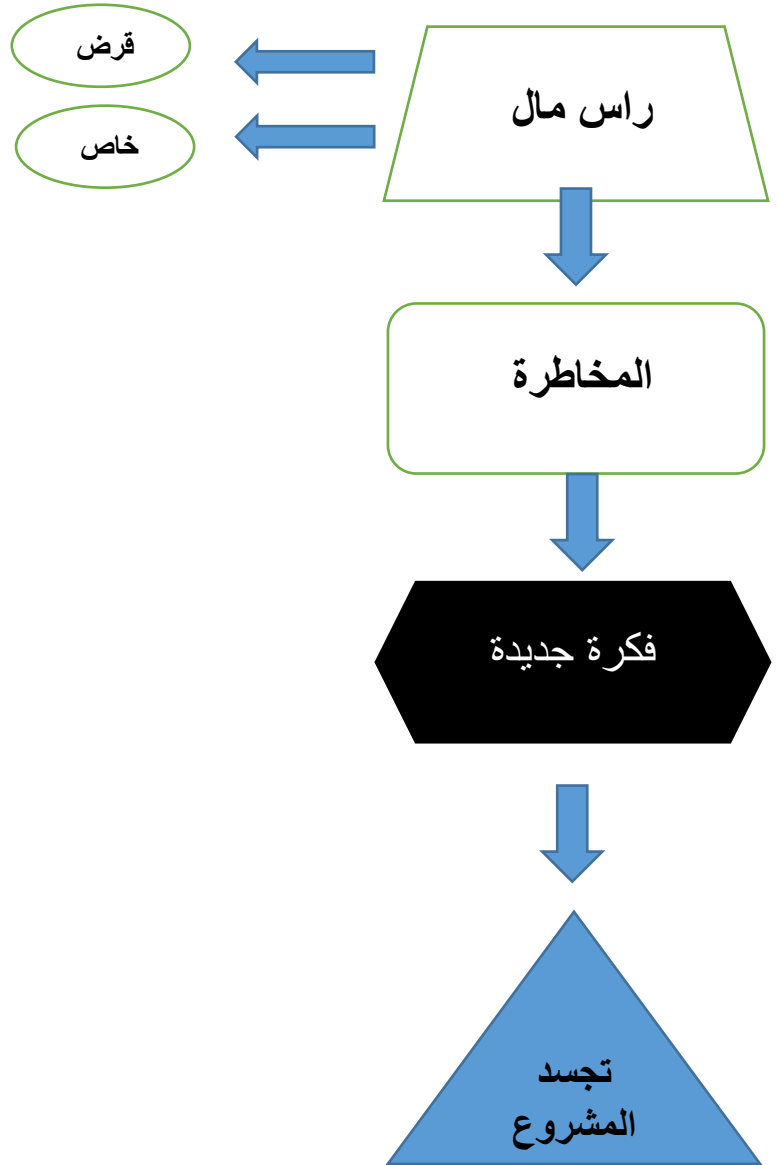 راس مال
قرض
خاص
المخاطرة
فكرة جديدة
تجسد
المشروع